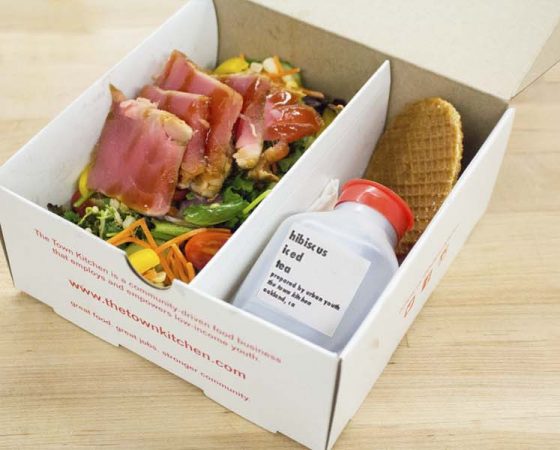 The Town Kitchen is a community-driven food business
that employs and empowers low-income youth.
www.thetownkitchen.com
great food. great jobs. stronger community.
hibiscus
iced
tea
prepared by urban youth
the town kitchen
oakland, ca